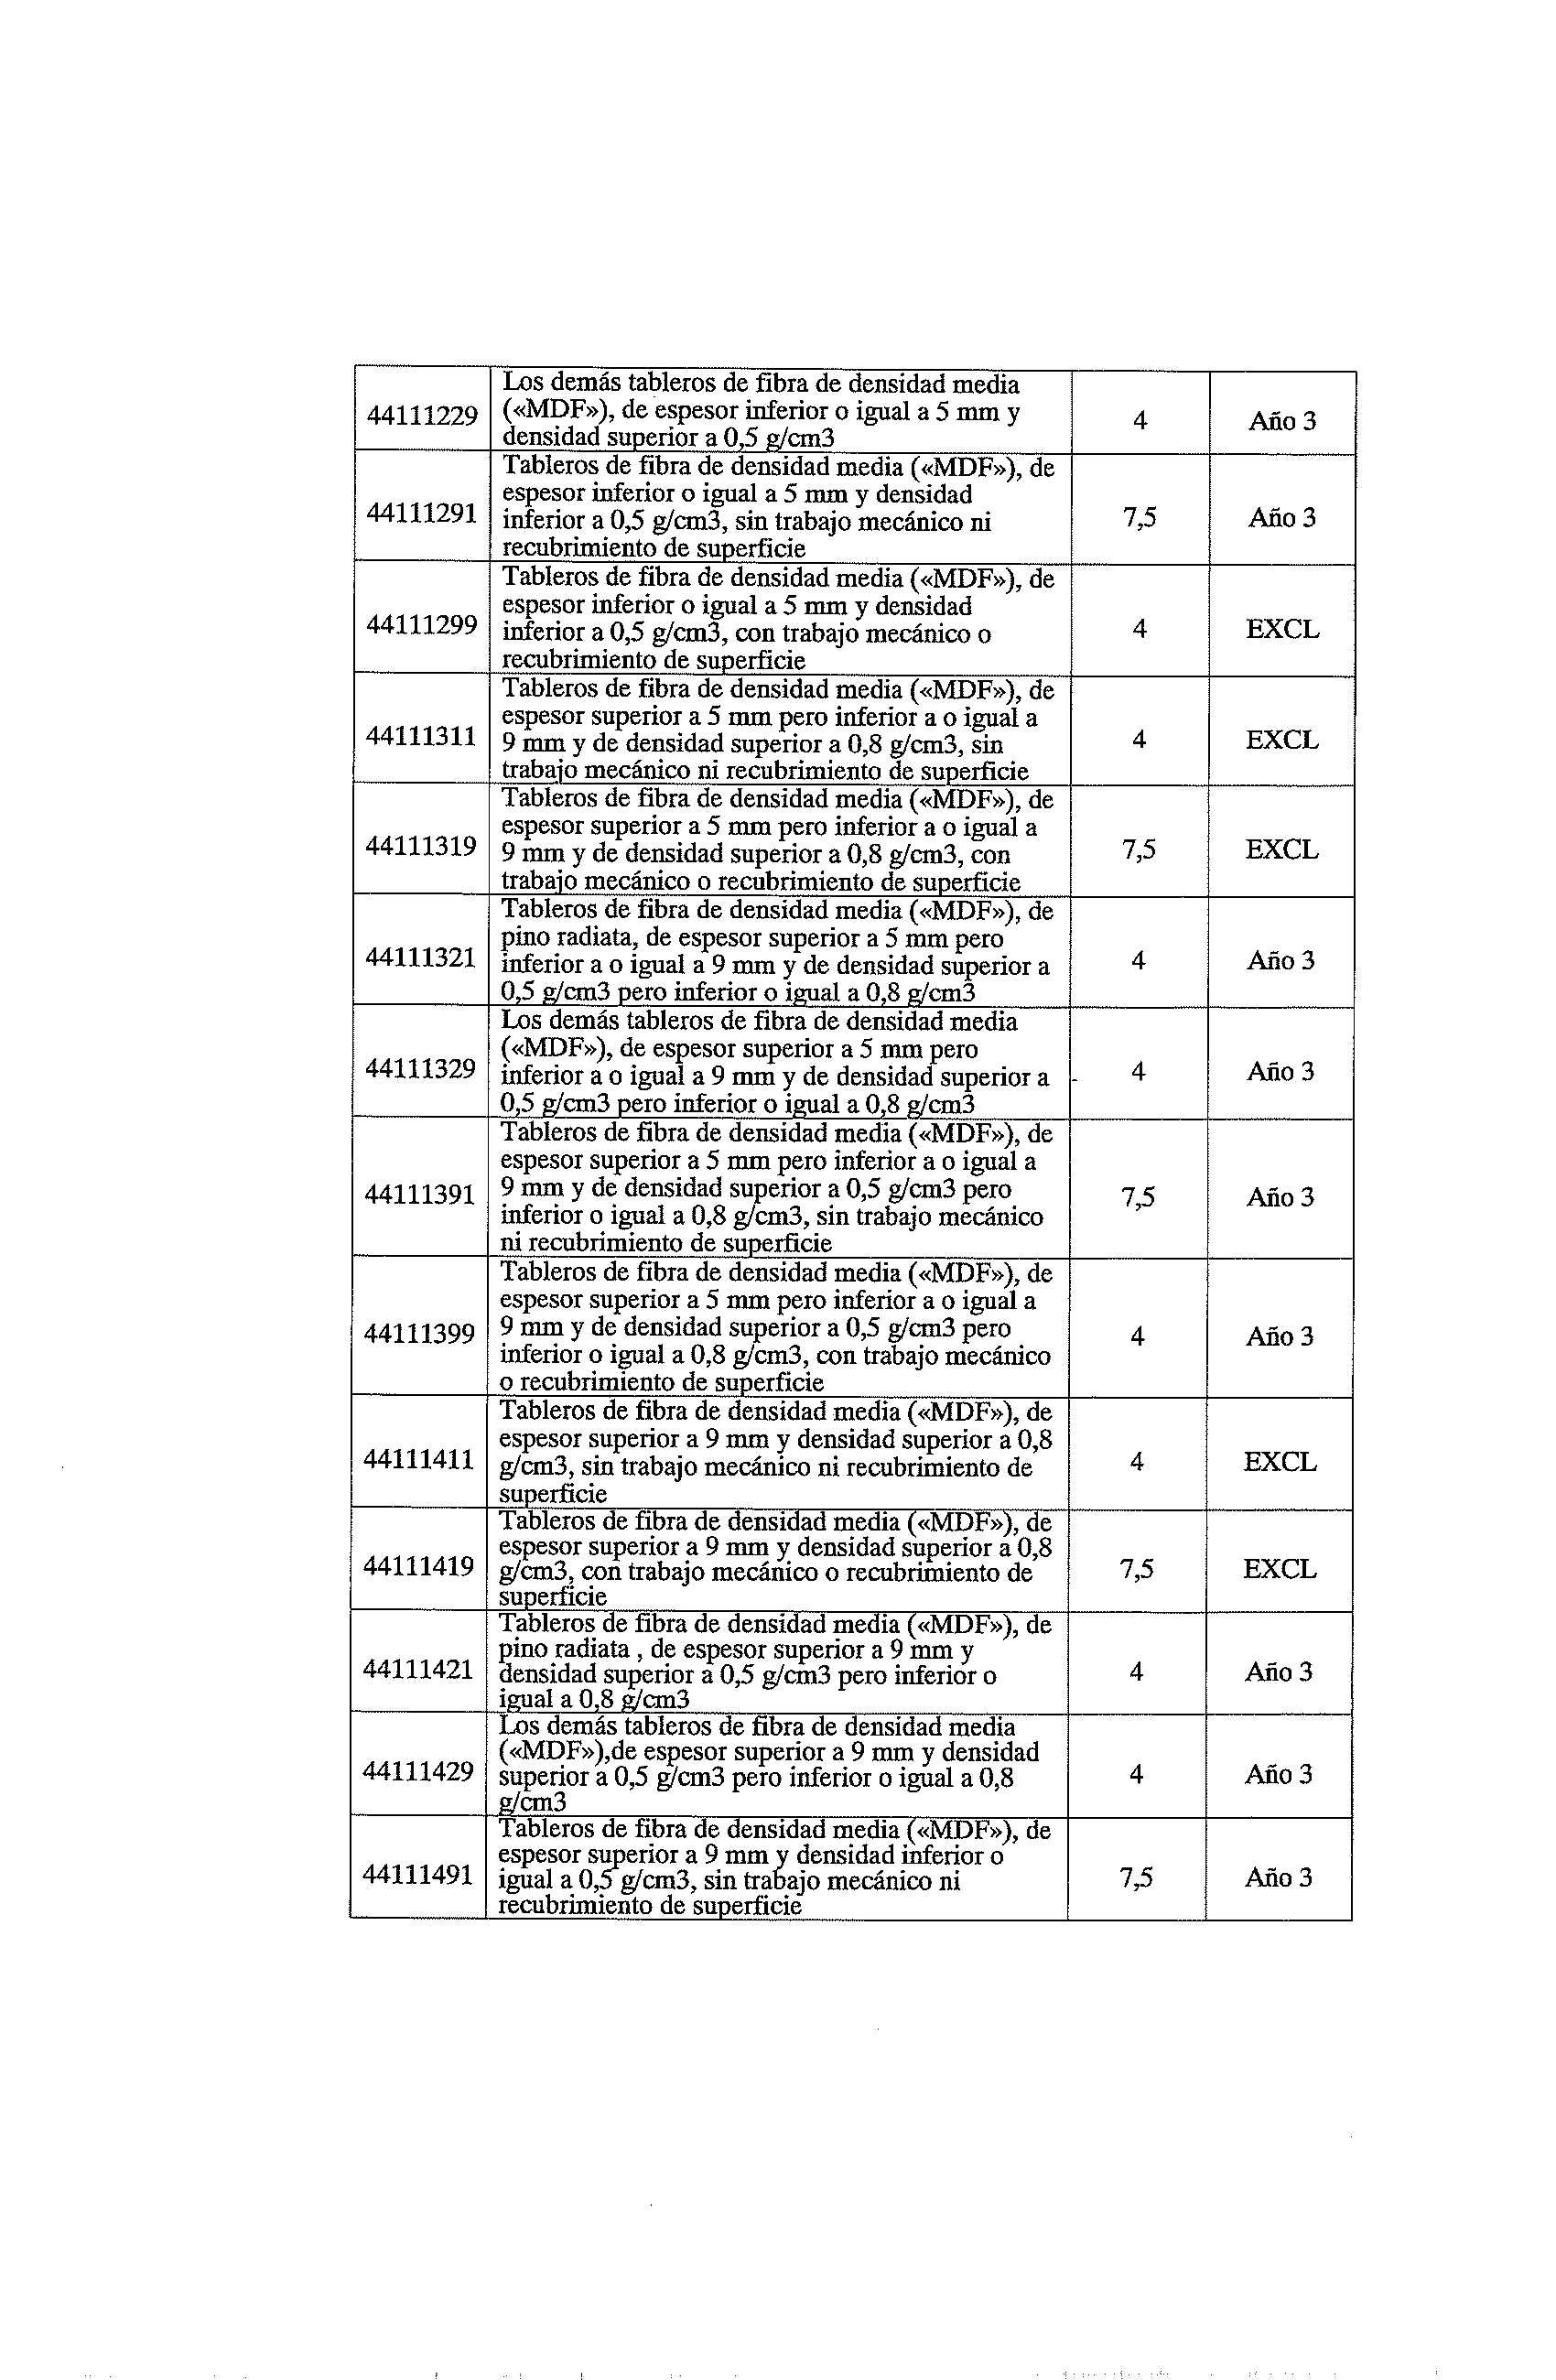 44111229
Los demás tableros de fibra de densidad media
(«MDF»), de espesor inferior o igual a 5 mm y
densidad superior a 0,5 g/cm3
4
Año 3
44111291
Tableros de fibra de densidad media («MDF»), de
espesor inferior o igual a 5 mm y densidad
inferior a 0,5 g/cm3, sin trabajo mecánico ni
recubrimiento de superficie
7,5
Año 3
44111299
Tableros de fibra de densidad media («MDF»), de
espesor inferior o igual a 5 mm y densidad
inferior a 0,5 g/cm3, con trabajo mecánico o
recubrimiento de superficie
4
EXCL
44111311
Tableros de fibra de densidad media («MDF»), de
espesor superior a 5 mm pero inferior a o igual a
9 mm y de densidad superior a 0,8 g/cm3, sin
trabajo mecánico ni recubrimiento de superficie
4
EXCL
44111319
Tableros de fibra de densidad media («MDF»), de
espesor superior a 5 mm pero inferior a o igual a
9 mm y de densidad superior a 0,8 g/cm3, con
trabajo mecánico o recubrimiento de superficie
7,5
EXCL
44111321
Tableros de fibra de densidad media («MDF»), de
pino radiata, de espesor superior a 5 mm pero
inferior a o igual a 9 mm y de densidad superior a
0,5 g/cm3 pero inferior o igual a 0,8 g/cm3
4
Año 3
44111329
Los demás tableros de fibra de densidad media
(«MDF»), de espesor superior a 5 mm pero
inferior a o igual a 9 mm y de densidad superior a
0,5 g/cm3 pero inferior o igual a 0,8 g/cm3
4
Año 3
44111391
Tableros de fibra de densidad media («MDF»), de
espesor superior a 5 mm pero inferior a o igual a
9 mm y de densidad superior a 0,5 g/cm3 pero
inferior o igual a 0,8 g/cm3, sin trabajo mecánico
ni recubrimiento de superficie
7,5
Año 3
44111399
Tableros de fibra de densidad media («MDF»), de
espesor superior a 5 mm pero inferior a o igual a
9 mm y de densidad superior a 0,5 g/cm3 pero
inferior o igual a 0,8 g/cm3, con trabajo mecánico
o recubrimiento de superficie
4
Año 3
44111411
Tableros de fibra de densidad media («MDF»), de
espesor superior a 9 mm y densidad superior a 0,8
g/cm3, sin trabajo mecánico ni recubrimiento de
superficie
4
EXCL
44111419
Tableros de fibra de densidad media («MDF»), de
espesor superior a 9 mm y densidad superior a 0,8
g/cm3, con trabajo mecánico o recubrimiento de
superficie
7,5
EXCL
44111421
Tableros de fibra de densidad media («MDF»), de
pino radiata , de espesor superior a 9 mm y
densidad superior a 0,5 g/cm3 pero inferior o
igual a 0,8 g/cm3
4
Año 3
44111429
Los demás tableros de fibra de densidad media
(«MDF»),de espesor superior a 9 mm y densidad
superior a 0,5 g/cm3 pero inferior o igual a 0,8
g/cm3
4
Año 3
44111491
Tableros de fibra de densidad media («MDF»), de
espesor superior a 9 mm y densidad inferior o
igual a 0,5 g/cm3, sin trabajo mecánico ni
recubrimiento de superficie
7,5
Año 3